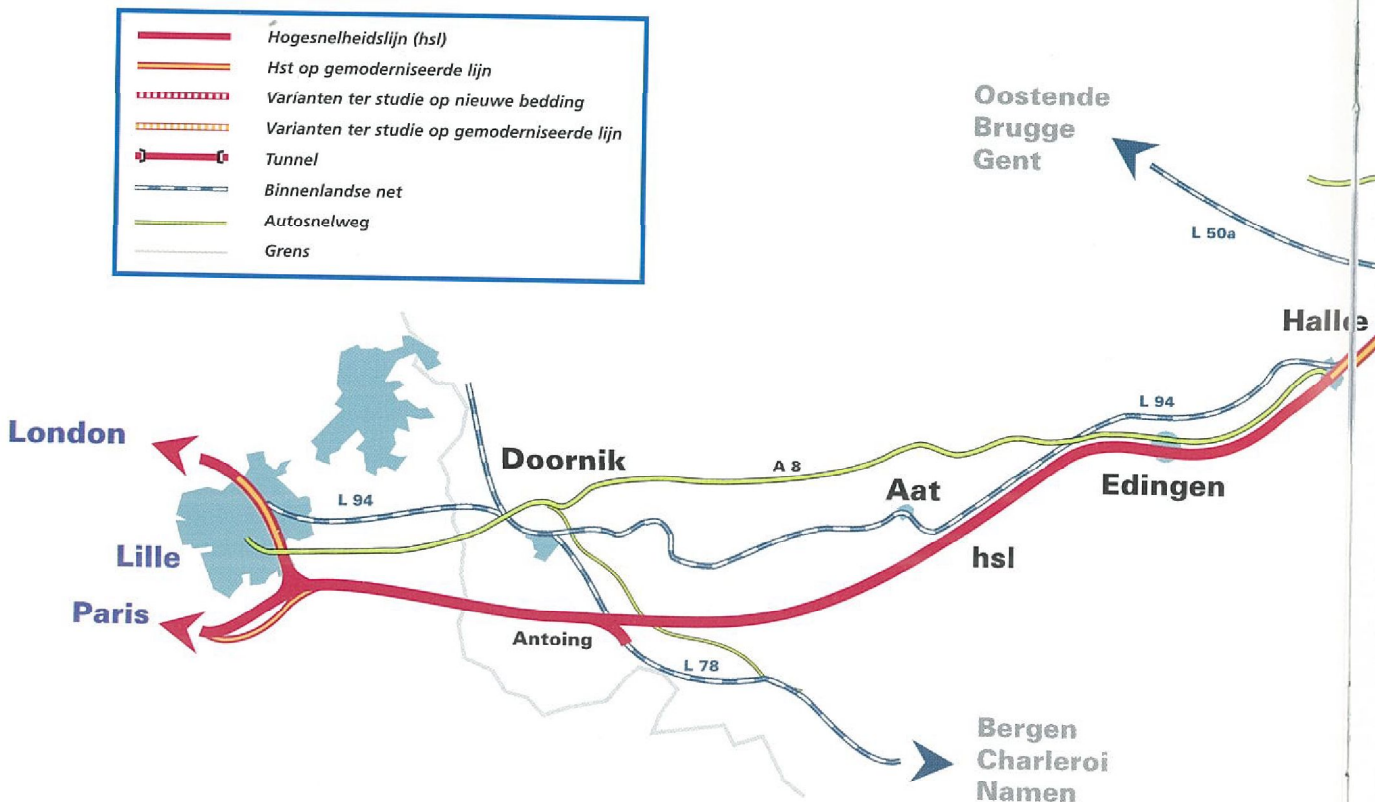 Hogesnelheidslijn (hsl)
Hst op gemoderniseerde lijn
Varianten ter studie op nieuwe bedding
Varianten ter studie op gemoderniseerde lijn
Tunnel
Binnenlandse net
Autosnelweg
Grens
Oostende
Brugge
Gent
L 50a
Halle
L 94
London
Doornik
A 8
Edingen
L 94
Aat
Lille
hsl
Paris
Antoing
L 78
Bergen
Charleroi
Namen